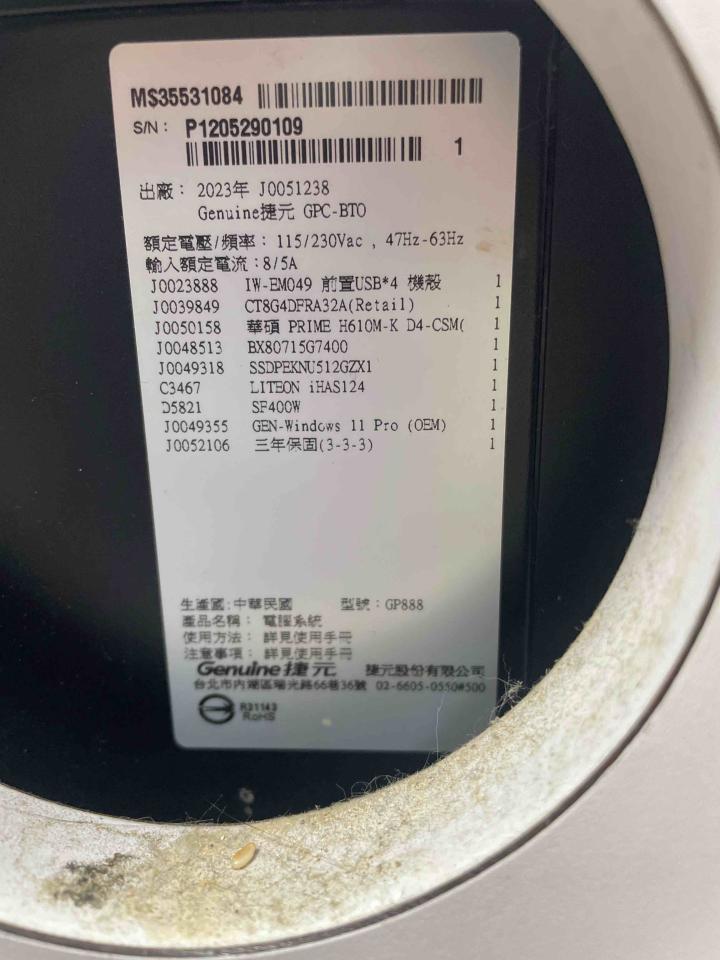 MS35531084
S/N： P1205290109
1
出廠： 2023年 J0051238
Genuine捷元 GPC-BTO
額定電壓/頻率：115/230Vac , 47Hz-63Hz
輸入額定電流：8/5A
J0023888 IW-EM049 前置USB*4 機殼 1
J0039849 CT8G4DFRA32A(Retail) 1
J0050158 華碩 PRIME H610M-K D4-CSM( 1
J0048513 BX80715G7400 1
J0049318 SSDPEKNU512GZX1 1
C3467 LITEON iHAS124 1
D5821 SF400W 1
J0049355 GEN-Windows 11 Pro (OEM) 1
J0052106 三年保固(3-3-3) 1
生產國：中華民國 型號：GP888
產品名稱： 電腦系統
使用方法： 詳見使用手冊
注意事項： 詳見使用手冊
Genuine捷元 捷元股份有限公司
台北市內湖區瑞光路66巷36號 02-6605-0550#500
R31143
RoHS